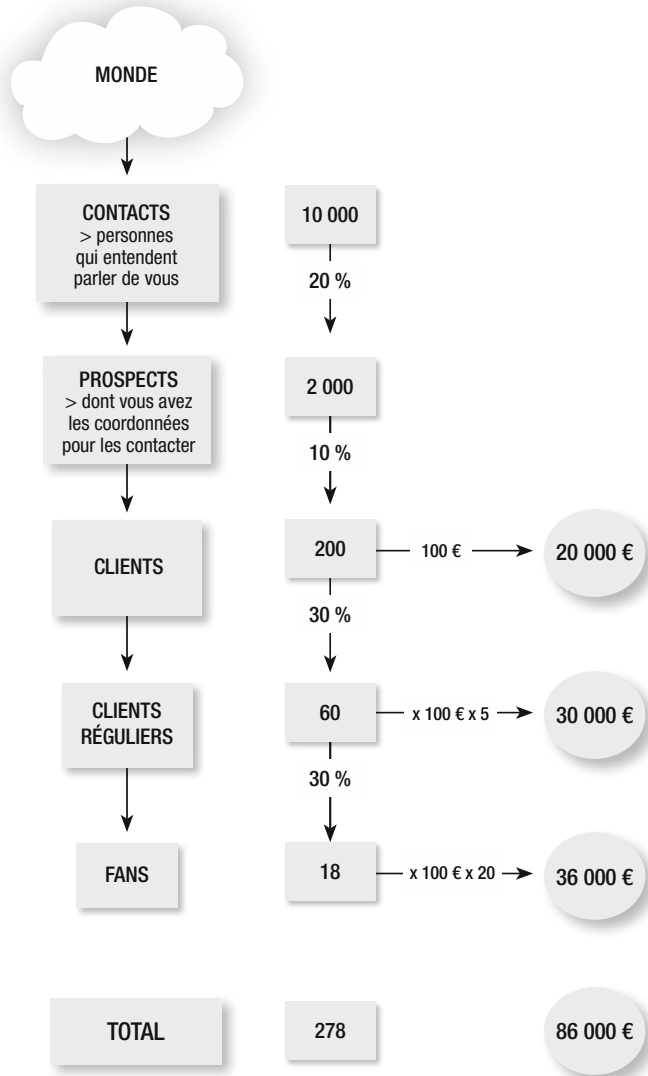 MONDE
CONTACTS
> personnes
qui entendent
parler de vous
10 000
20 %
PROSPECTS
> dont vous avez
les coordonnées
pour les contacter
2 000
10 %
CLIENTS
200
100 €
20 000 €
30 %
CLIENTS
RÉGULIERS
60
x 100 € x 5
30 000 €
30 %
FANS
18
x 100 € x 20
36 000 €
TOTAL
278
86 000 €